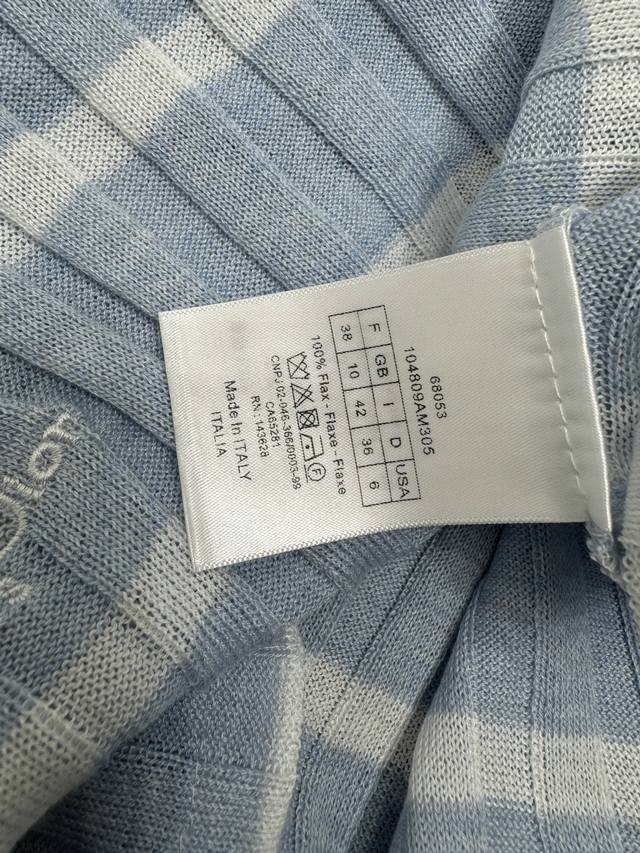 68053
104809AM305
F GB I D USA
38 10 42 36 6
100% Flax - Flaxe - Flaxe
F
CNPJ 02-046-366/0003-99
CA65281
RN: 143628
Made In ITALY
ITALIA